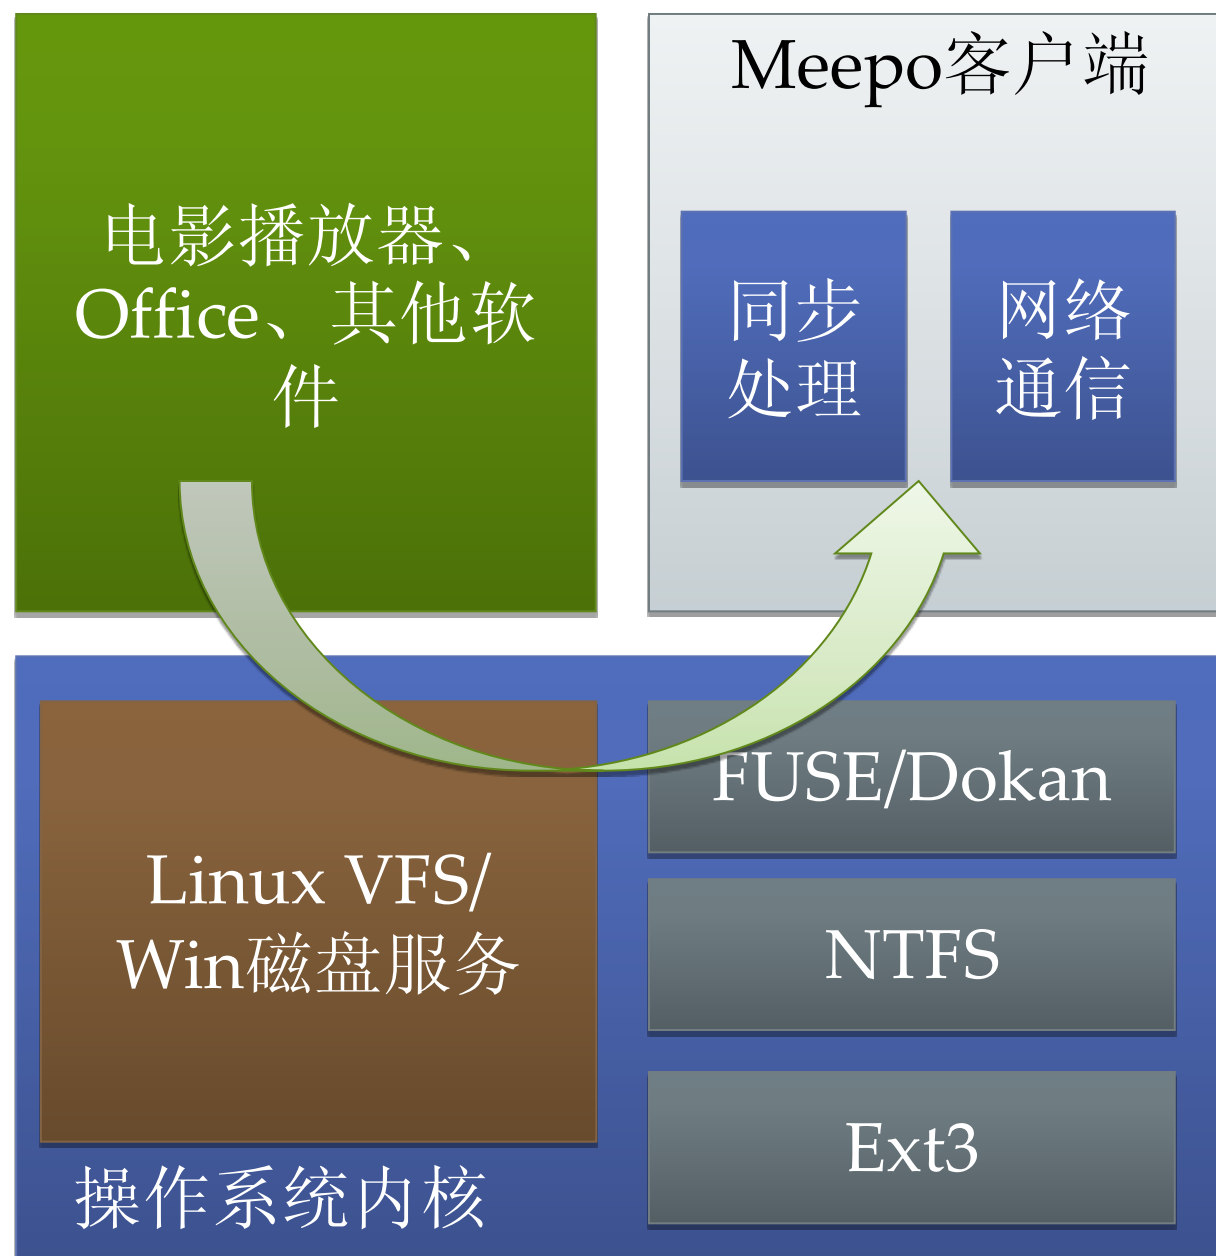 电影播放器、
Office、其他软
件
Meepo客户端
同步
处理
网络
通信
Linux VFS/
Win磁盘服务
操作系统内核
FUSE/Dokan
NTFS
Ext3